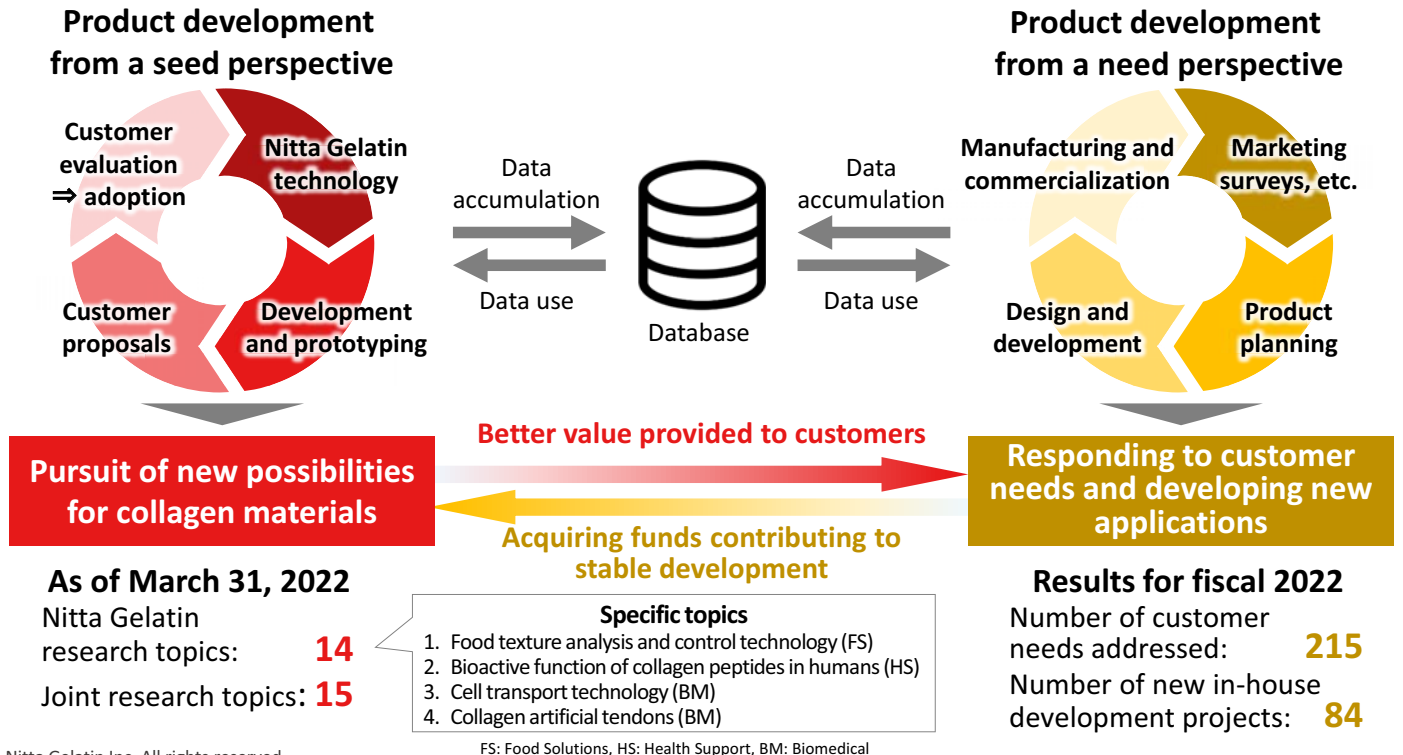 Product development
from a seed perspective
Customer
evaluation
⇒ adoption
Nitta Gelatin
technology
Customer
proposals
Development
and prototyping
Data
accumulation
Data use
Database
Data
accumulation
Data use
Product development
from a need perspective
Manufacturing and
commercialization
Marketing
surveys, etc.
Design and
development
Product
planning
Pursuit of new possibilities
for collagen materials
Better value provided to customers
Acquiring funds contributing to
stable development
Responding to customer
needs and developing new
applications
As of March 31, 2022
Nitta Gelatin
research topics: 14
Joint research topics: 15
Specific topics
1. Food texture analysis and control technology (FS)
2. Bioactive function of collagen peptides in humans (HS)
3. Cell transport technology (BM)
4. Collagen artificial tendons (BM)
FS: Food Solutions, HS: Health Support, BM: Biomedical
Results for fiscal 2022
Number of customer
needs addressed: 215
Number of new in-house
development projects: 84
Nitta Gelatin Inc. All rights reserved